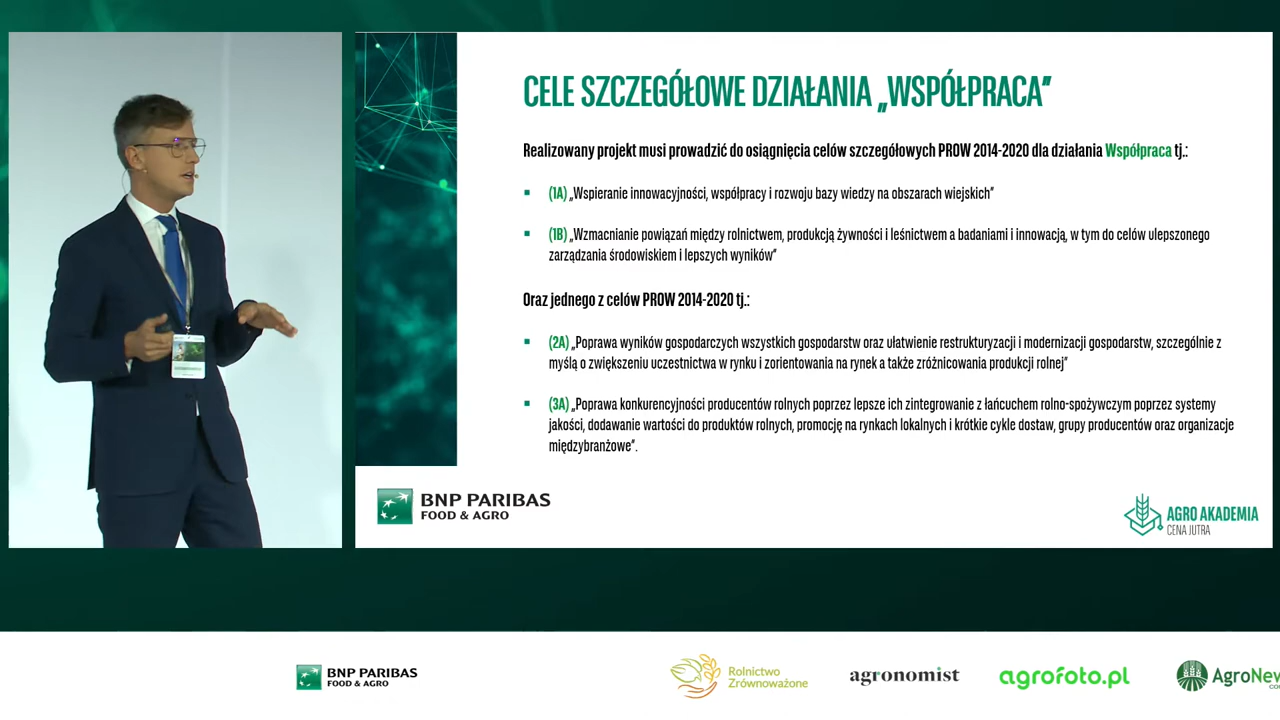 CELE SZCZEGÓŁOWE DZIAŁANIA „WSPÓŁPRACA”
Realizowany projekt musi prowadzić do osiągnięcia celów szczegółowych PROW 2014-2020 dla działania Współpraca tj.:
(1A) „Wspieranie innowacyjności, współpracy i rozwoju bazy wiedzy na obszarach wiejskich”
(1B) „Wzmacnianie powiązań między rolnictwem, produkcją żywności i leśnictwem a badaniami i innowacją, w tym do celów ulepszonego
zarządzania środowiskiem i lepszych wyników”
Oraz jednego z celów PROW 2014-2020 tj.:
(2A) „Poprawa wyników gospodarczych wszystkich gospodarstw oraz ułatwienie restrukturyzacji i modernizacji gospodarstw, szczególnie z
myślą o zwiększeniu uczestnictwa w rynku i zorientowania na rynek a także zróżnicowania produkcji rolnej”
(3A) „Poprawa konkurencyjności producentów rolnych poprzez lepsze ich zintegrowanie z łańcuchem rolno-spożywczym poprzez systemy
jakości, dodawanie wartości do produktów rolnych, promocję na rynkach lokalnych i krótkie cykle dostaw, grupy producentów oraz organizacje
międzybranżowe”.
BNP PARIBAS
FOOD & AGRO
AGRO AKADEMIA
CENA JUTRA
BNP PARIBAS
FOOD & AGRO
Rolnictwo
Zrównoważone
agronomist
agrofoto.pl
AgroNew